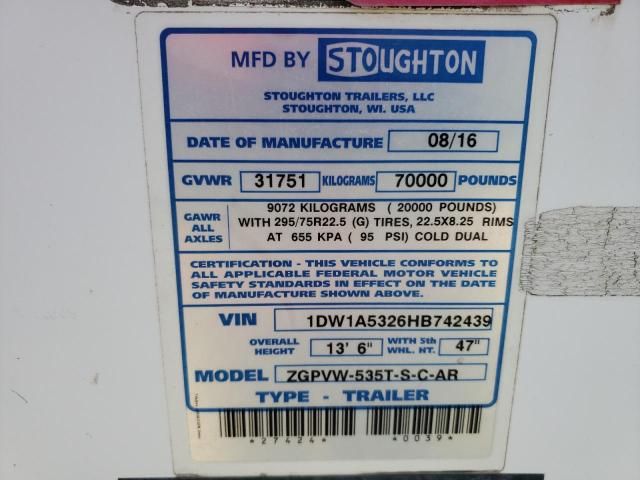 MFD BY STOUGHTON
STOUGHTON TRAILERS, LLC
STOUGHTON, WI. USA
DATE OF MANUFACTURE 08/16
GVWR 31751 KILOGRAMS 70000 POUNDS
GAWR ALL AXLES
9072 KILOGRAMS ( 20000 POUNDS)
WITH 295/75R22.5 (G) TIRES, 22.5X8.25 RIMS
AT 655 KPA ( 95 PSI) COLD DUAL
CERTIFICATION - THIS VEHICLE CONFORMS TO
ALL APPLICABLE FEDERAL MOTOR VEHICLE
SAFETY STANDARDS IN EFFECT ON THE DATE
OF MANUFACTURE SHOWN ABOVE.
VIN 1DW1A5326HB742439
OVERALL HEIGHT 13' 6" WITH 5th WHL. HT. 47"
MODEL ZGPVW-535T-S-C-AR
TYPE - TRAILER
*27424* *0039*